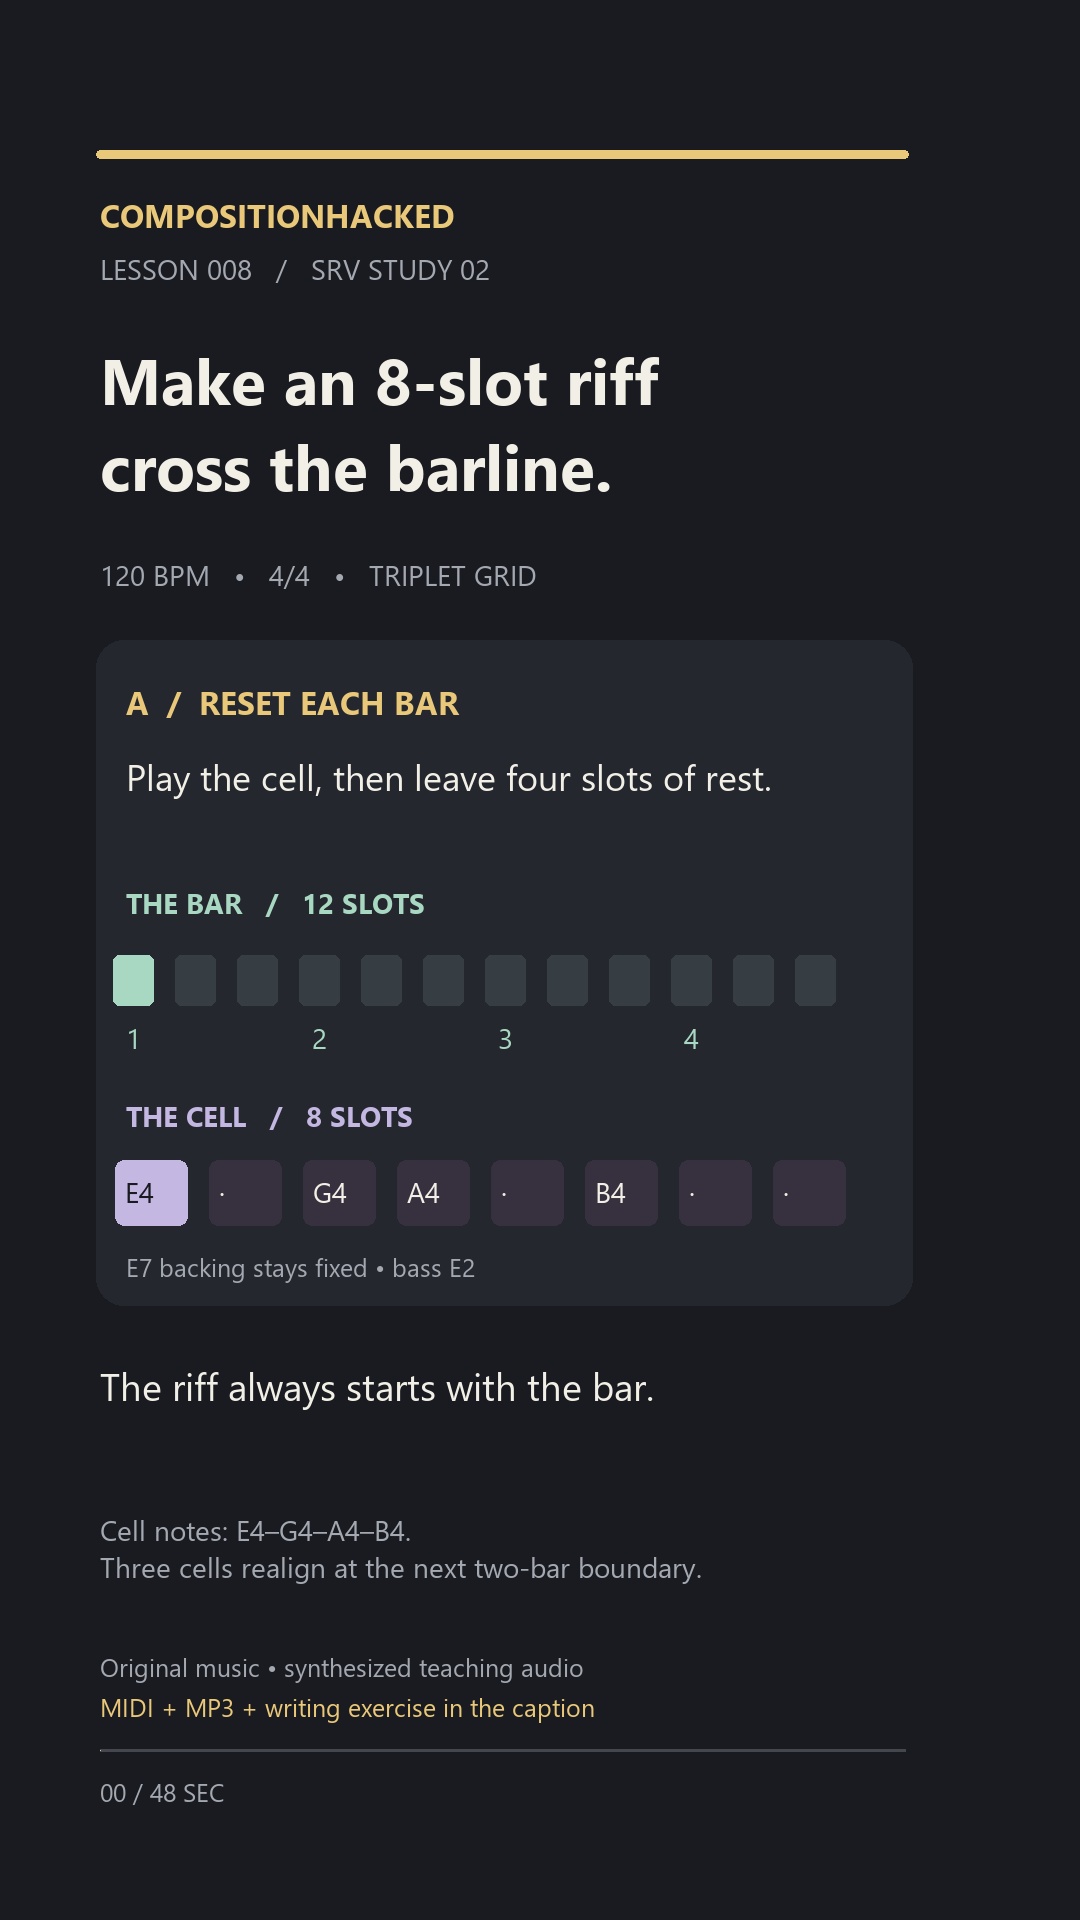 COMPOSITIONHACKED
LESSON 008 / SRV STUDY 02
Make an 8-slot riff
cross the barline.
120 BPM • 4/4 • TRIPLET GRID
A / RESET EACH BAR
Play the cell, then leave four slots of rest.
THE BAR / 12 SLOTS
1 2 3 4
THE CELL / 8 SLOTS
E4 · G4 A4 · B4 · ·
E7 backing stays fixed • bass E2
The riff always starts with the bar.
Cell notes: E4–G4–A4–B4.
Three cells realign at the next two-bar boundary.
Original music • synthesized teaching audio
MIDI + MP3 + writing exercise in the caption
00 / 48 SEC